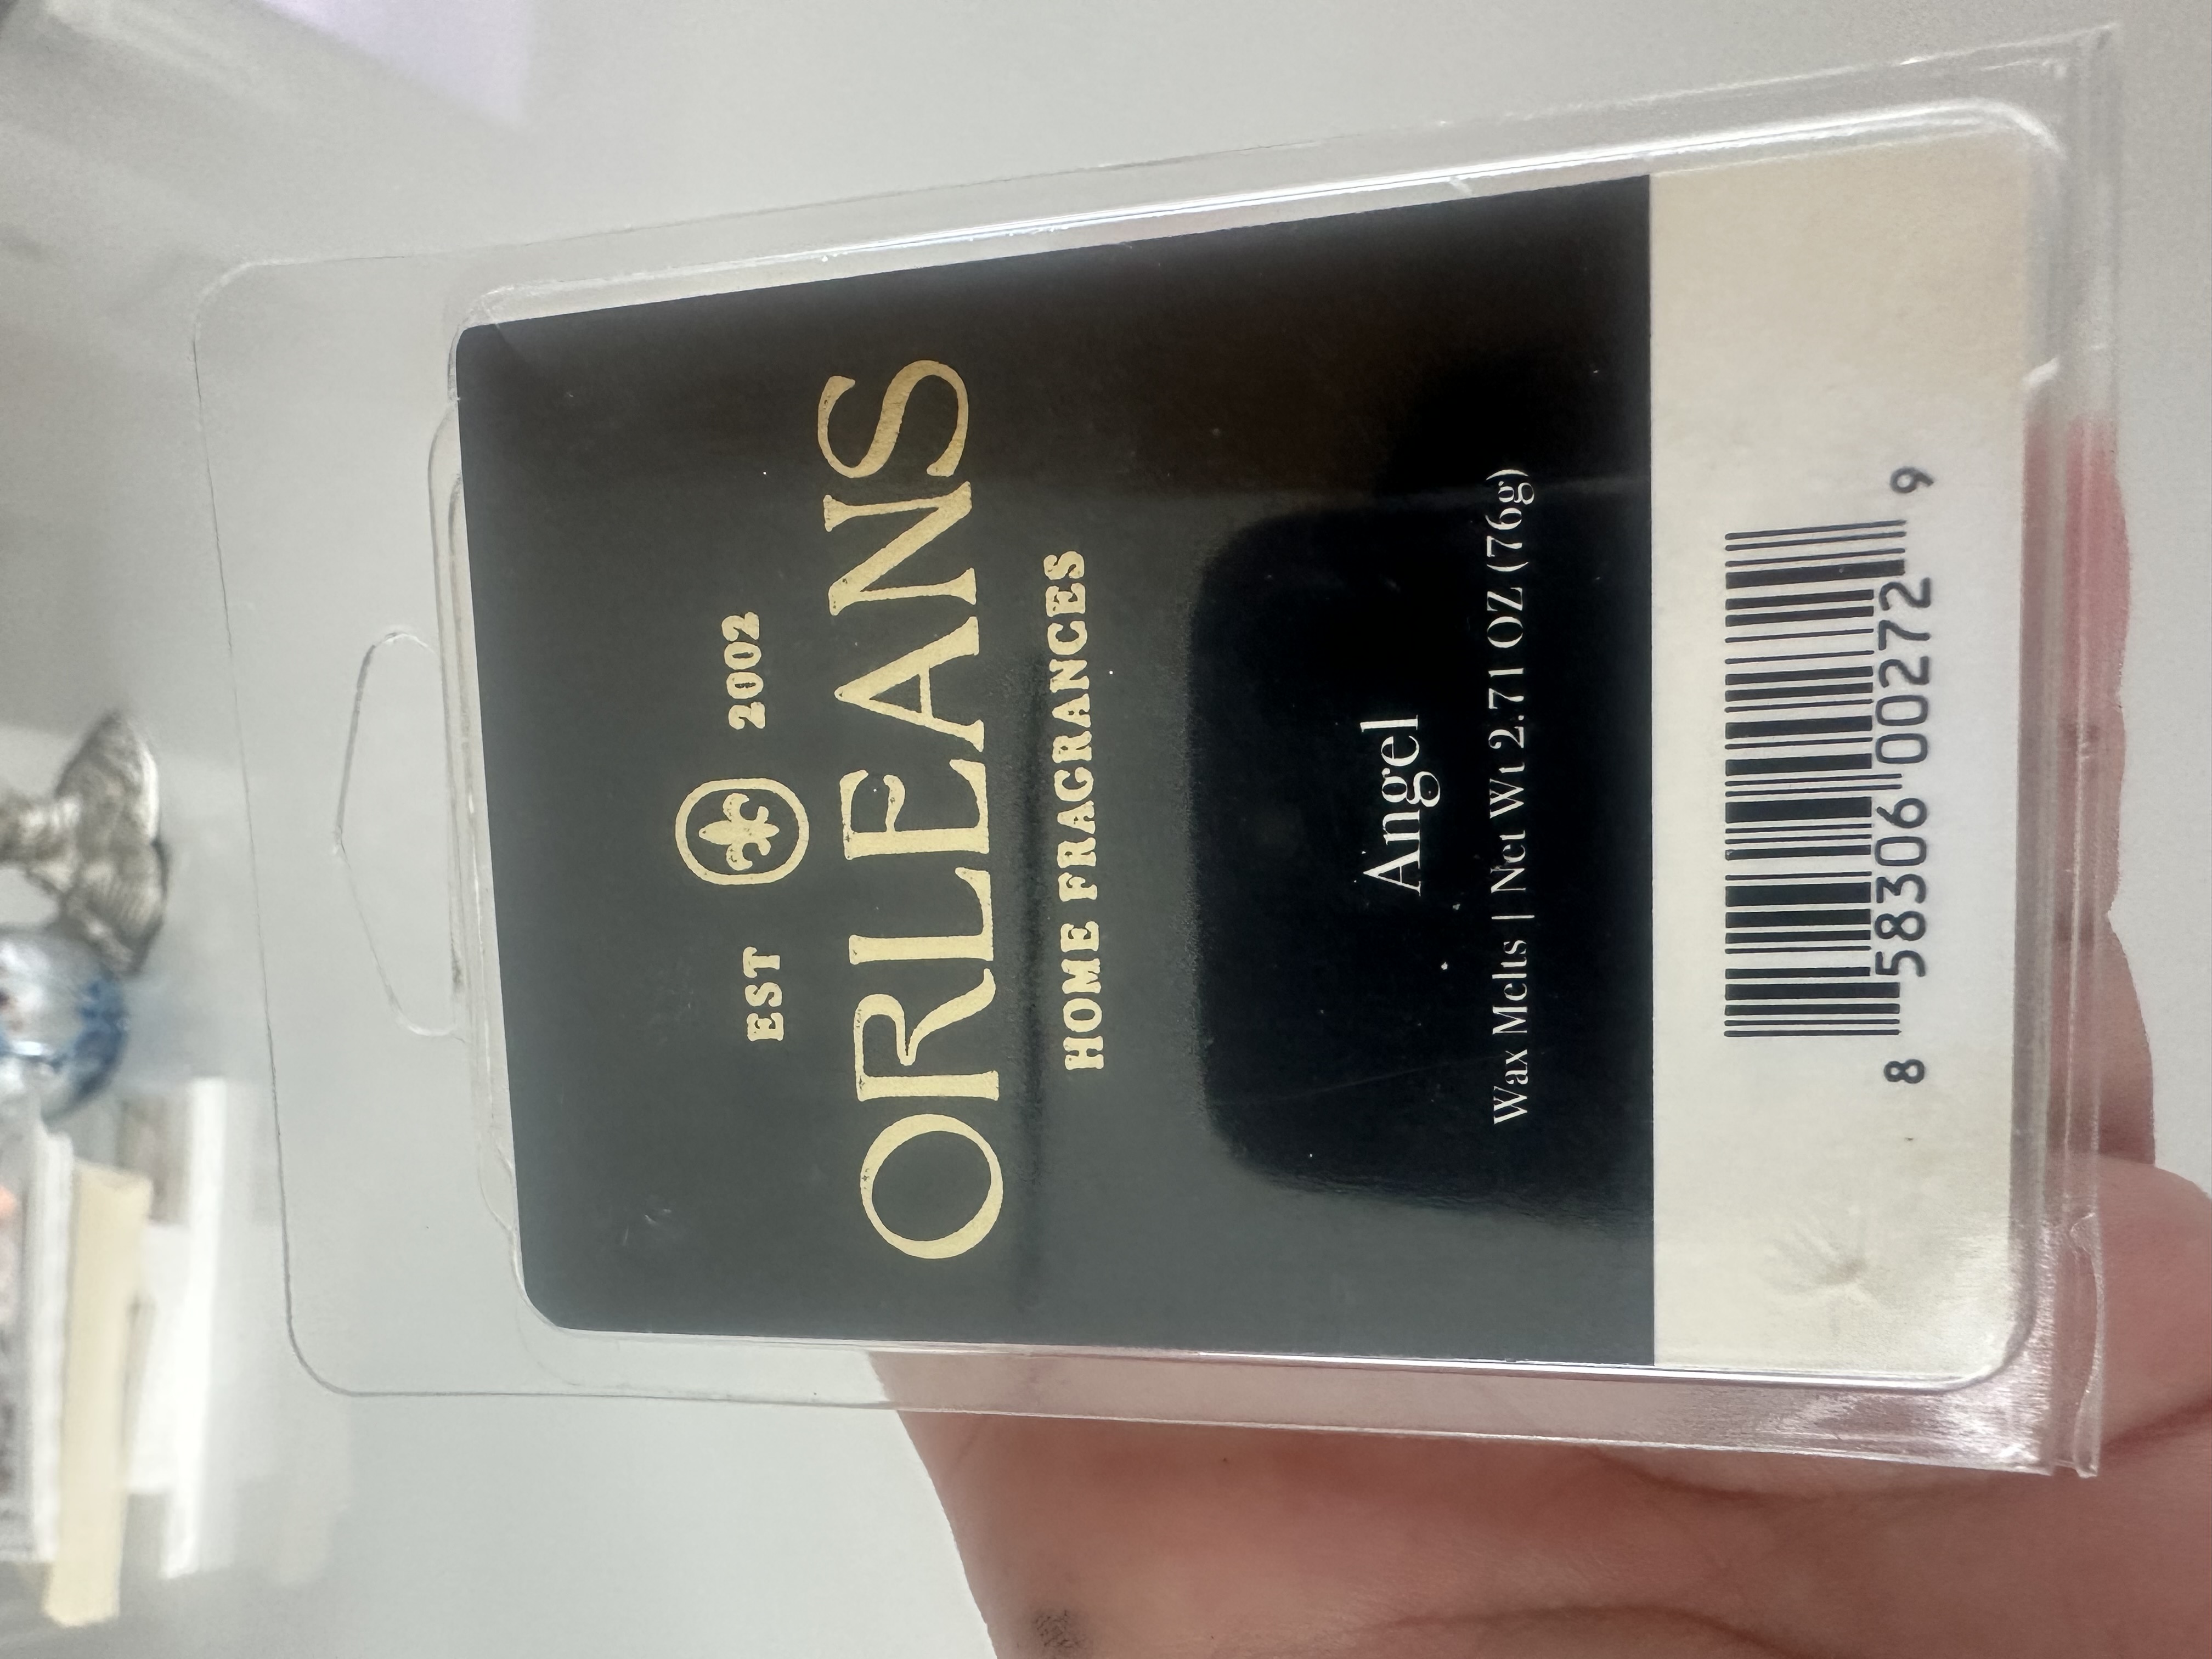 EST 2002
ORLEANS
HOME FRAGRANCES
Angel
Wax Melts | Net Wt 2.71 OZ (76g)
8 58306 00272 9